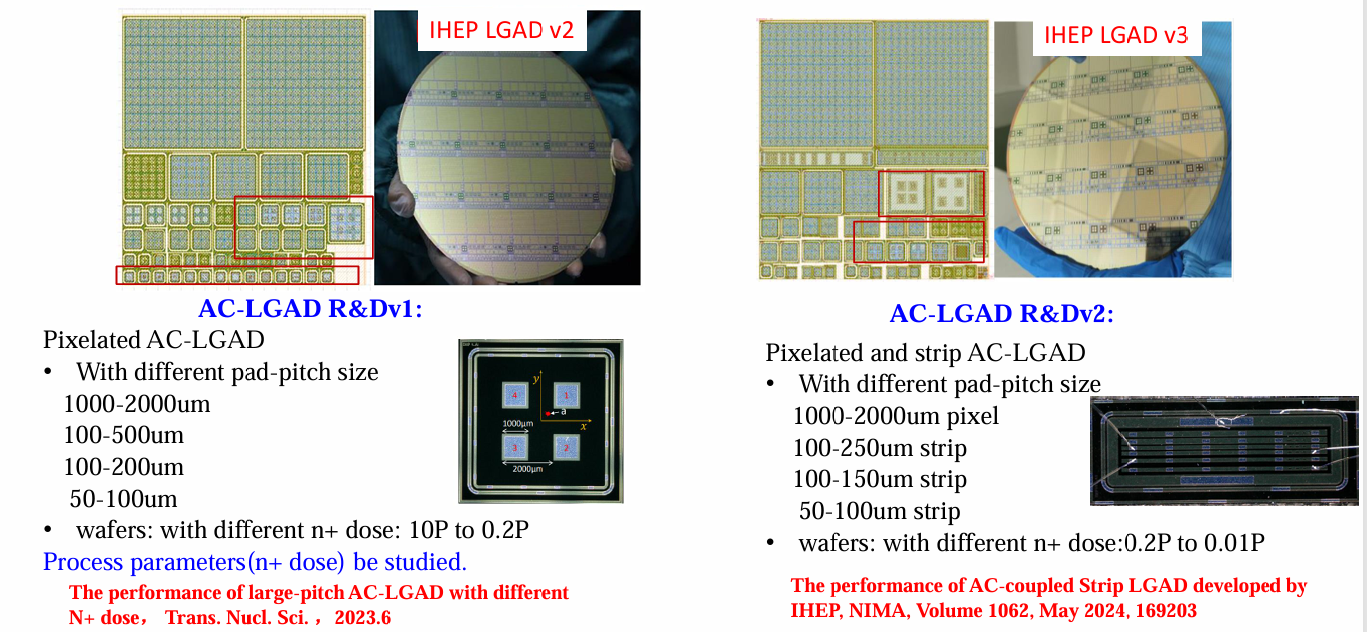 IHEP LGAD v2
AC-LGAD R&Dv1:
Pixelated AC-LGAD
• With different pad-pitch size
1000-2000um
100-500um
100-200um
50-100um
• wafers: with different n+ dose: 10P to 0.2P
Process parameters(n+ dose) be studied.
The performance of large-pitch AC-LGAD with different
N+ dose， Trans. Nucl. Sci. ，2023.6
y
4
1
a
x
1000μm
3
2
2000μm
IHEP LGAD v3
AC-LGAD R&Dv2:
Pixelated and strip AC-LGAD
• With different pad-pitch size
1000-2000um pixel
100-250um strip
100-150um strip
50-100um strip
• wafers: with different n+ dose:0.2P to 0.01P
The performance of AC-coupled Strip LGAD developed by
IHEP, NIMA, Volume 1062, May 2024, 169203